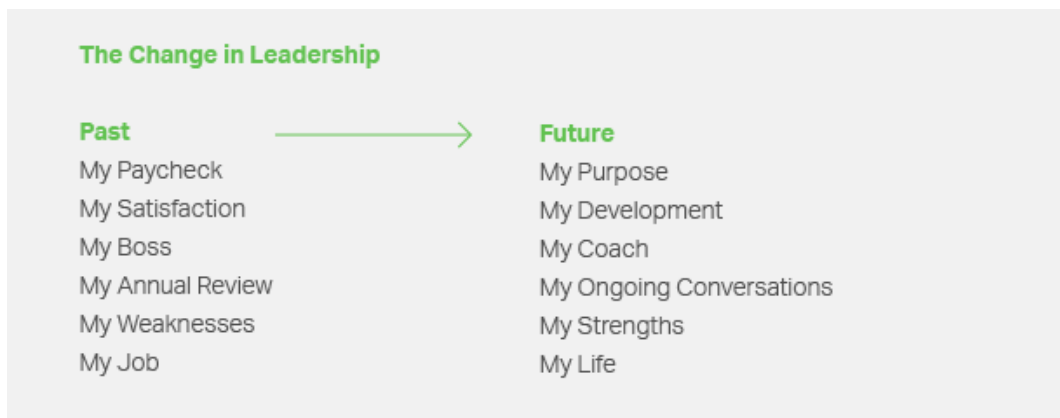 The Change in Leadership
Past
My Paycheck
My Satisfaction
My Boss
My Annual Review
My Weaknesses
My Job
Future
My Purpose
My Development
My Coach
My Ongoing Conversations
My Strengths
My Life